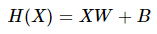 H(X) = XW + B